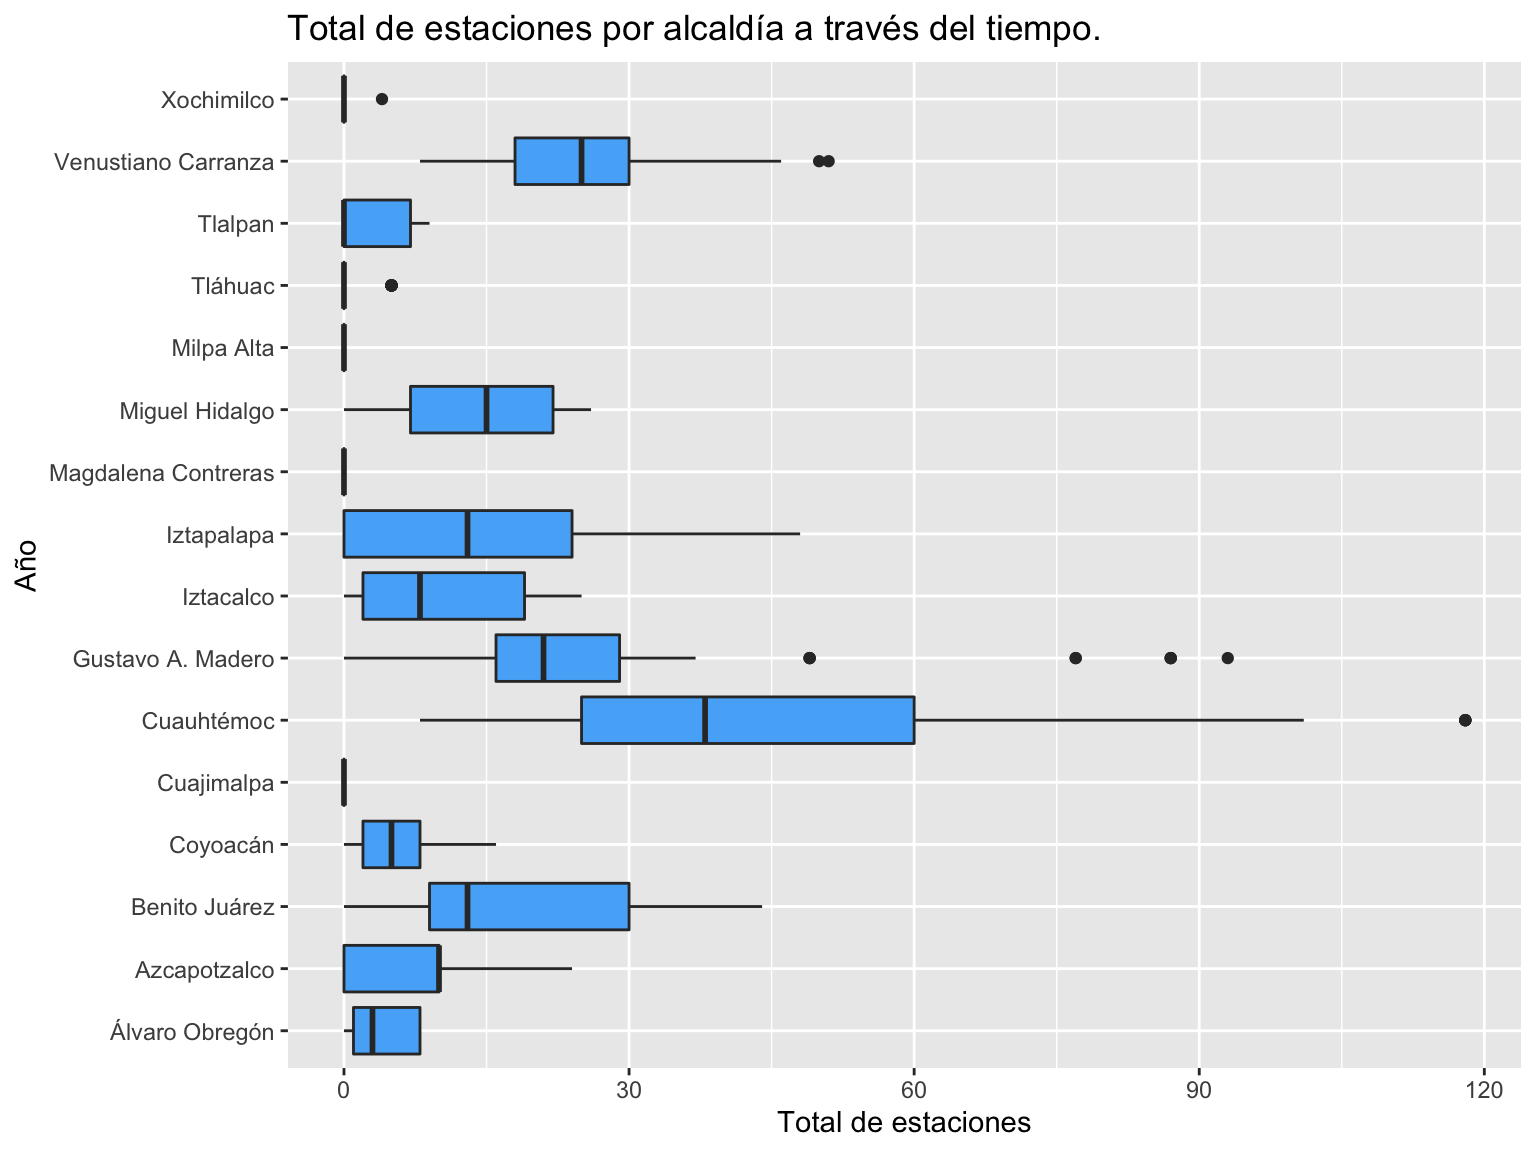 Total de estaciones por alcaldía a través del tiempo.
Xochimilco
Venustiano Carranza
Tlalpan
Tláhuac
Milpa Alta
Miguel Hidalgo
Magdalena Contreras
Iztapalapa
Iztacalco
Gustavo A. Madero
Cuauhtémoc
Cuajimalpa
Coyoacán
Benito Juárez
Azcapotzalco
Álvaro Obregón
Año
0 30 60 90 120
Total de estaciones